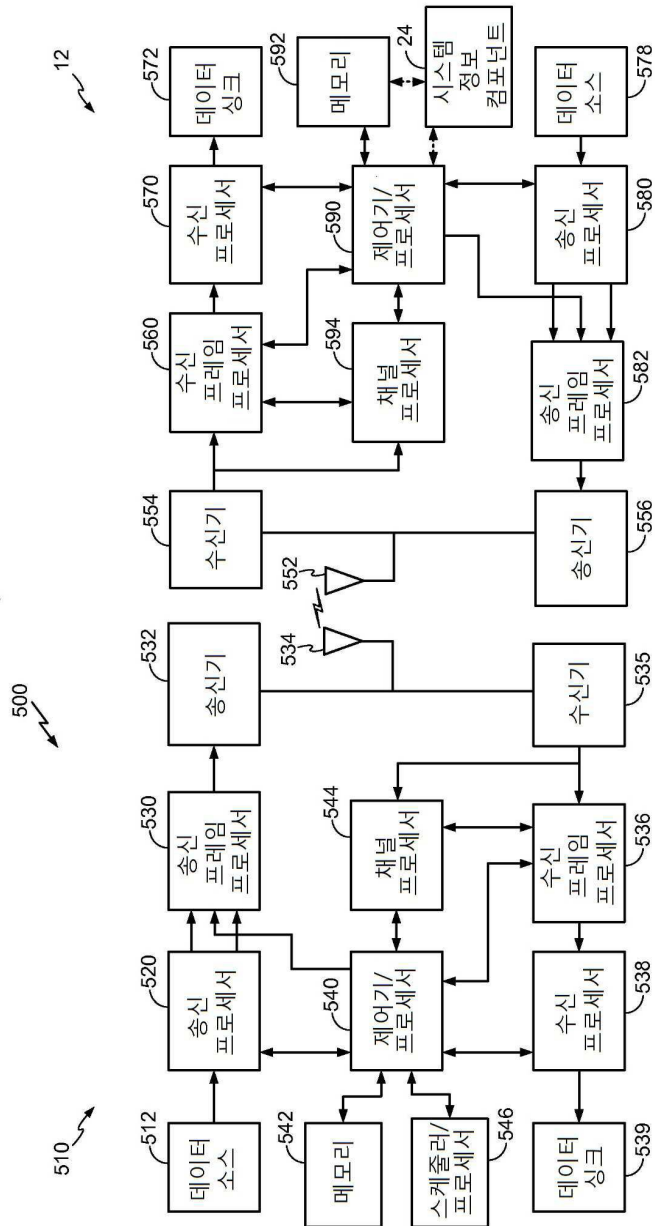 500
510
12
512
데이터
소스
520
송신
프로세서
530
송신
프레임
프로세서
532
송신기
554
수신기
560
수신
프레임
프로세서
570
수신
프로세서
572
데이터
싱크
542
메모리
540
제어기/
프로세서
544
채널
프로세서
534
552
594
채널
프로세서
590
제어기/
프로세서
592
메모리
546
스케줄러/
프로세서
24
시스템
정보
컴포넌트
539
데이터
싱크
538
수신
프로세서
536
수신
프레임
프로세서
535
수신기
556
송신기
582
송신
프레임
프로세서
580
송신
프로세서
578
데이터
소스